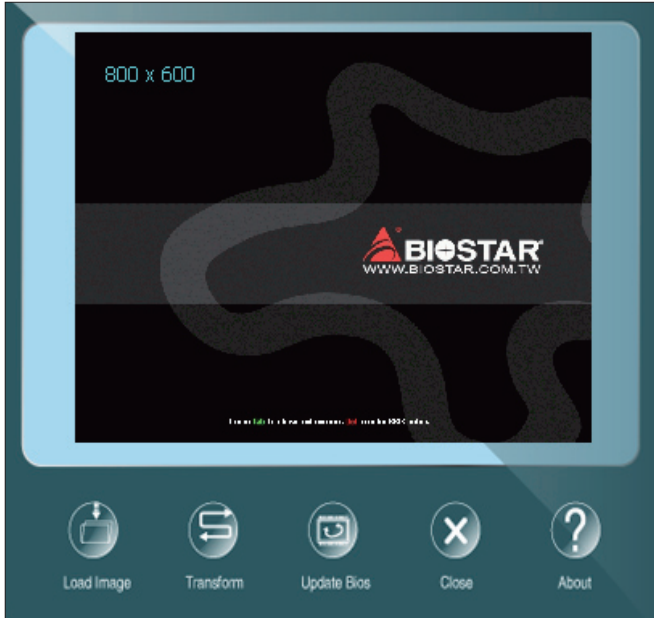 800 x 600
BIOSTAR
WWW.BIOSTAR.COM.TW
Load Image
Transform
Update Bios
Close
About